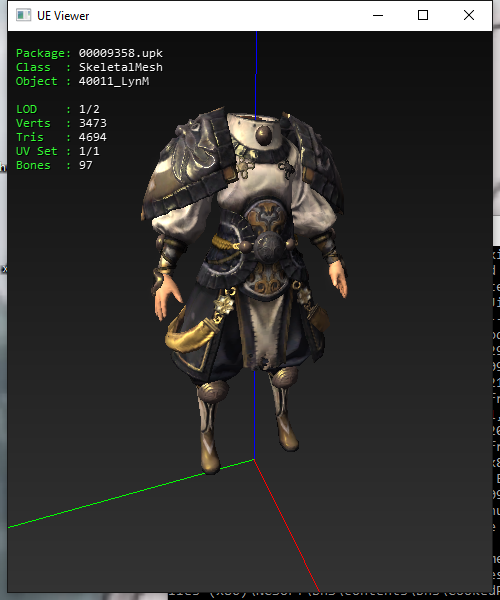 UE Viewer
Package: 00009358.upk
Class : SkeletalMesh
Object : 40011_LynM
LOD : 1/2
Verts : 3473
Tris : 4694
UV Set : 1/1
Bones : 97